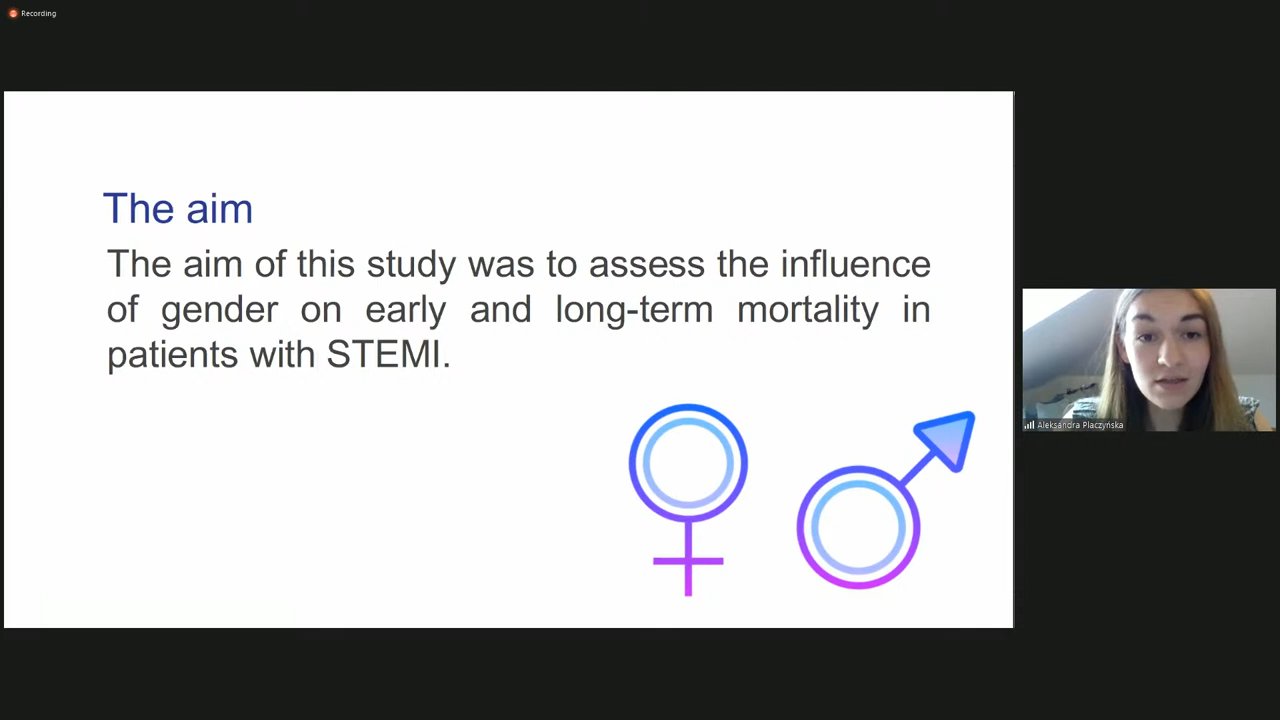 Recording
The aim
The aim of this study was to assess the influence
of gender on early and long-term mortality in
patients with STEMI.
Aleksandra Płaczyńska